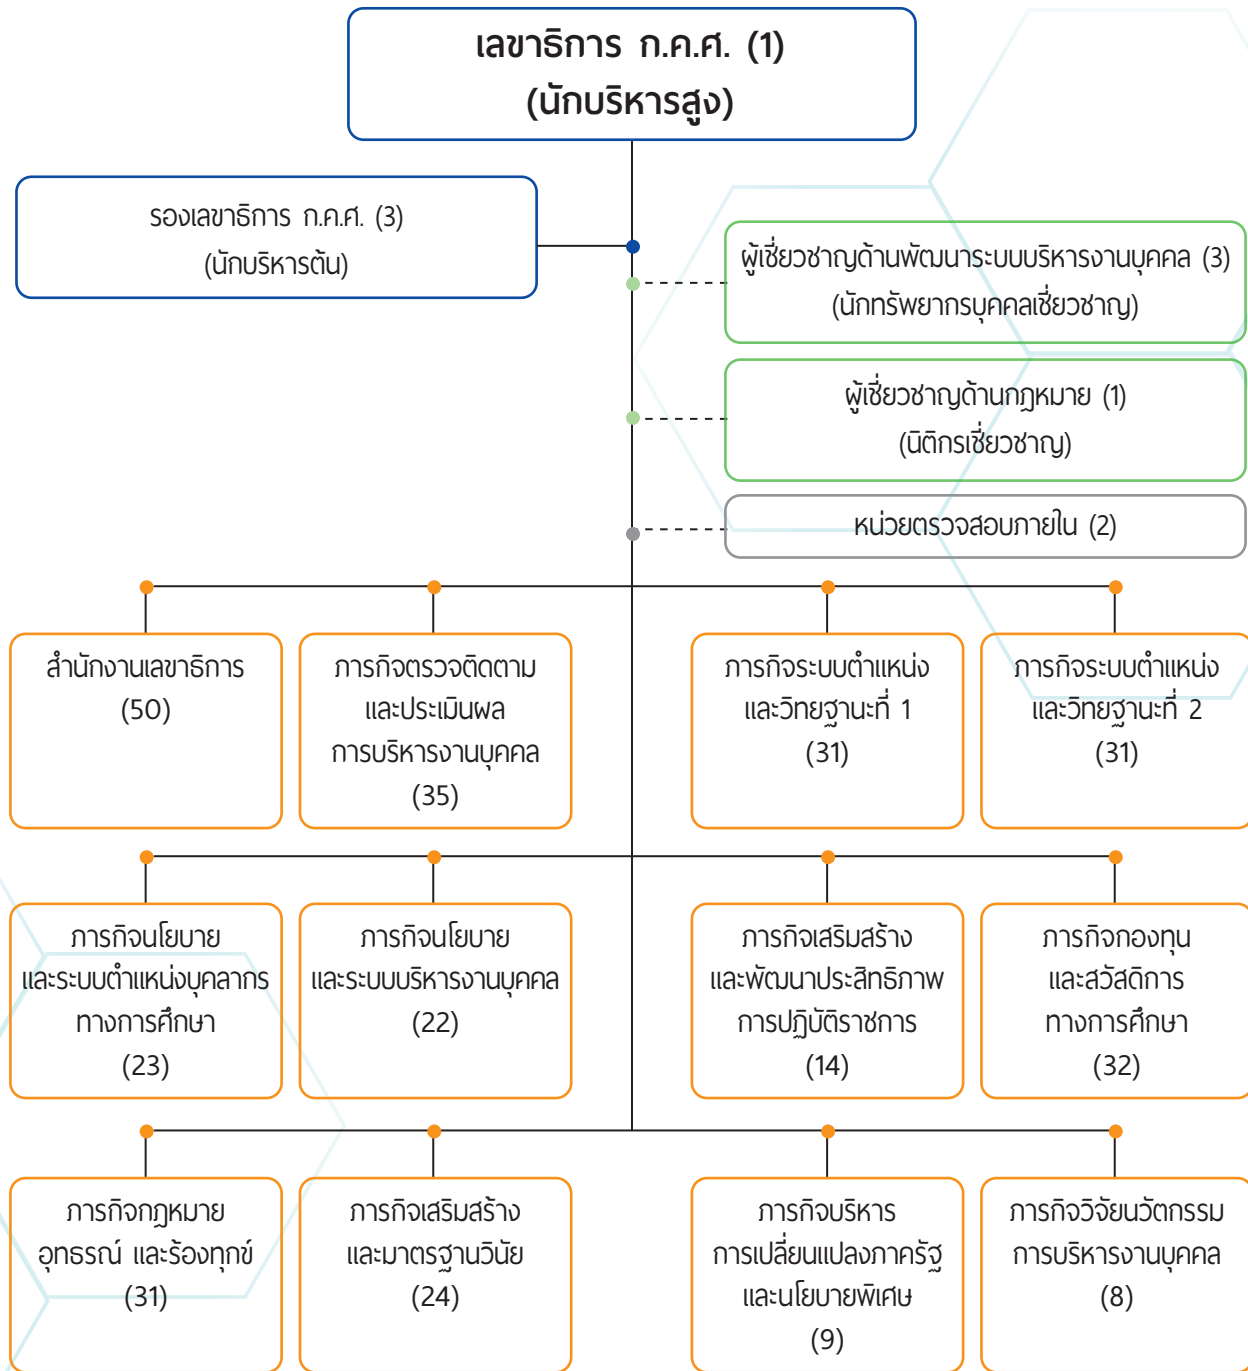 เลขาธิการ ก.ค.ศ. (1)
(นักบริหารสูง)
รองเลขาธิการ ก.ค.ศ. (3)
(นักบริหารต้น)
ผู้เชี่ยวชาญด้านพัฒนาระบบบริหารงานบุคคล (3)
(นักทรัพยากรบุคคลเชี่ยวชาญ)
ผู้เชี่ยวชาญด้านกฎหมาย (1)
(นิติกรเชี่ยวชาญ)
หน่วยตรวจสอบภายใน (2)
สำนักงานเลขาธิการ
(50)
ภารกิจตรวจติดตาม
และประเมินผล
การบริหารงานบุคคล
(35)
ภารกิจระบบตำแหน่ง
และวิทยฐานะที่ 1
(31)
ภารกิจระบบตำแหน่ง
และวิทยฐานะที่ 2
(31)
ภารกิจนโยบาย
และระบบตำแหน่งบุคลากร
ทางการศึกษา
(23)
ภารกิจนโยบาย
และระบบบริหารงานบุคคล
(22)
ภารกิจเสริมสร้าง
และพัฒนาประสิทธิภาพ
การปฏิบัติราชการ
(14)
ภารกิจกองทุน
และสวัสดิการ
ทางการศึกษา
(32)
ภารกิจกฎหมาย
อุทธรณ์ และร้องทุกข์
(31)
ภารกิจเสริมสร้าง
และมาตรฐานวินัย
(24)
ภารกิจบริหาร
การเปลี่ยนแปลงภาครัฐ
และนโยบายพิเศษ
(9)
ภารกิจวิจัยนวัตกรรม
การบริหารงานบุคคล
(8)